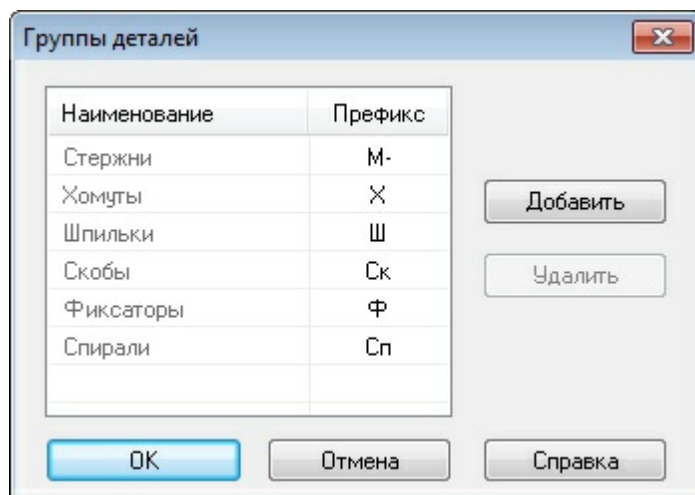 Группы деталей
Наименование Префикс
Стержни М-
Хомуты Х
Шпильки Ш
Скобы Ск
Фиксаторы Ф
Спирали Сп
Добавить
Удалить
OK Отмена Справка